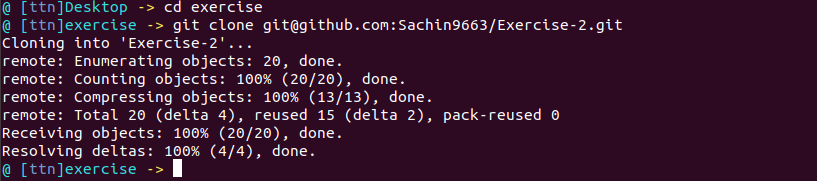 @ [ttn]Desktop -> cd exercise
@ [ttn]exercise -> git clone git@github.com:Sachin9663/Exercise-2.git
Cloning into 'Exercise-2'...
remote: Enumerating objects: 20, done.
remote: Counting objects: 100% (20/20), done.
remote: Compressing objects: 100% (13/13), done.
remote: Total 20 (delta 4), reused 15 (delta 2), pack-reused 0
Receiving objects: 100% (20/20), done.
Resolving deltas: 100% (4/4), done.
@ [ttn]exercise ->